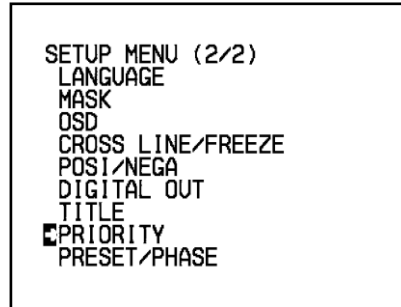 SETUP MENU (2/2)
LANGUAGE
MASK
OSD
CROSS LINE/FREEZE
POSI/NEGA
DIGITAL OUT
TITLE
PRIORITY
PRESET/PHASE